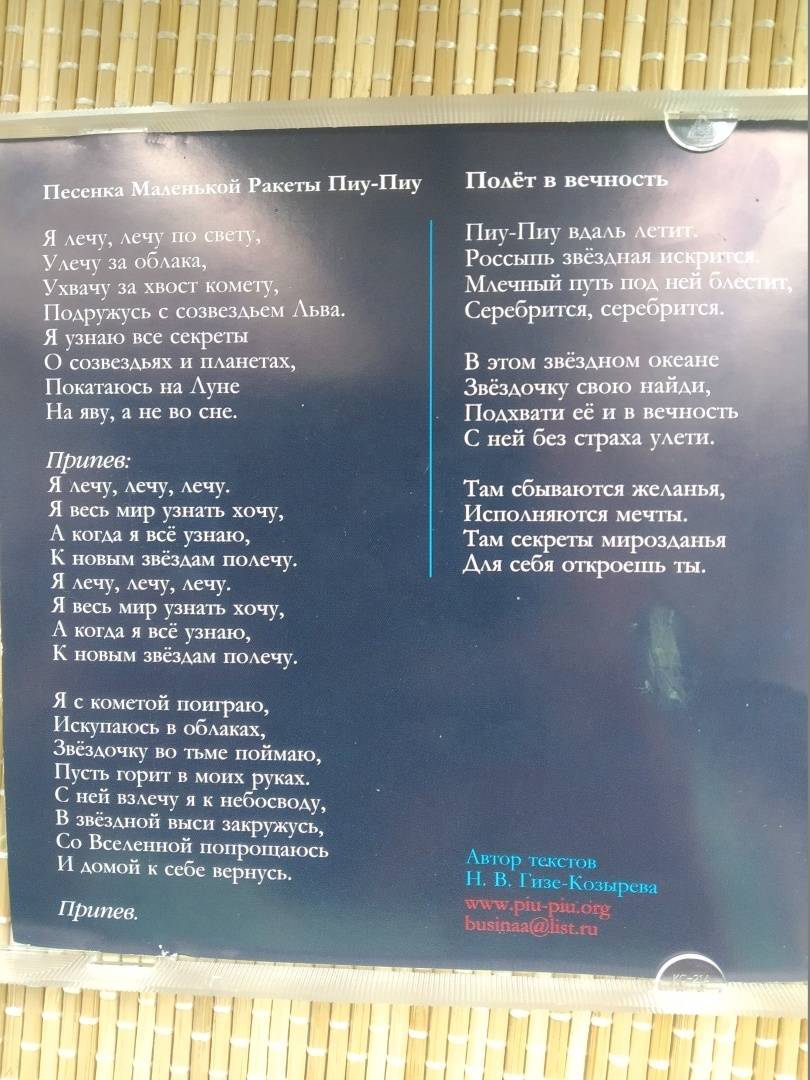 Песенка Маленькой Ракеты Пиу-Пиу
Я лечу, лечу по свету,
Улечу за облака,
Ухвачу за хвост комету,
Подружусь с созвездьем Льва.
Я узнаю все секреты
О созвездьях и планетах,
Покатаюсь на Луне
На яву, а не во сне.
Припев:
Я лечу, лечу, лечу.
Я весь мир узнать хочу,
А когда я всё узнаю,
К новым звёздам полечу.
Я лечу, лечу, лечу.
Я весь мир узнать хочу,
А когда я всё узнаю,
К новым звёздам полечу.
Я с кометой поиграю,
Искупаюсь в облаках,
Звёздочку во тьме поймаю,
Пусть горит в моих руках.
С ней взлечу я к небосводу,
В звёздной выси закружусь,
Со Вселенной попрощаюсь
И домой к себе вернусь.
Припев.
Полёт в вечность
Пиу-Пиу вдаль летит.
Россыпь звёздная искрится.
Млечный путь под ней блестит,
Серебрится, серебрится.
В этом звёздном океане
Звёздочку свою найди,
Подхвати её и в вечность
С ней без страха улети.
Там сбываются желанья,
Исполняются мечты.
Там секреты мирозданья
Для себя откроешь ты.
Автор текстов
Н. В. Гизе-Козырева
www.piu-piu.org
businaa@list.ru